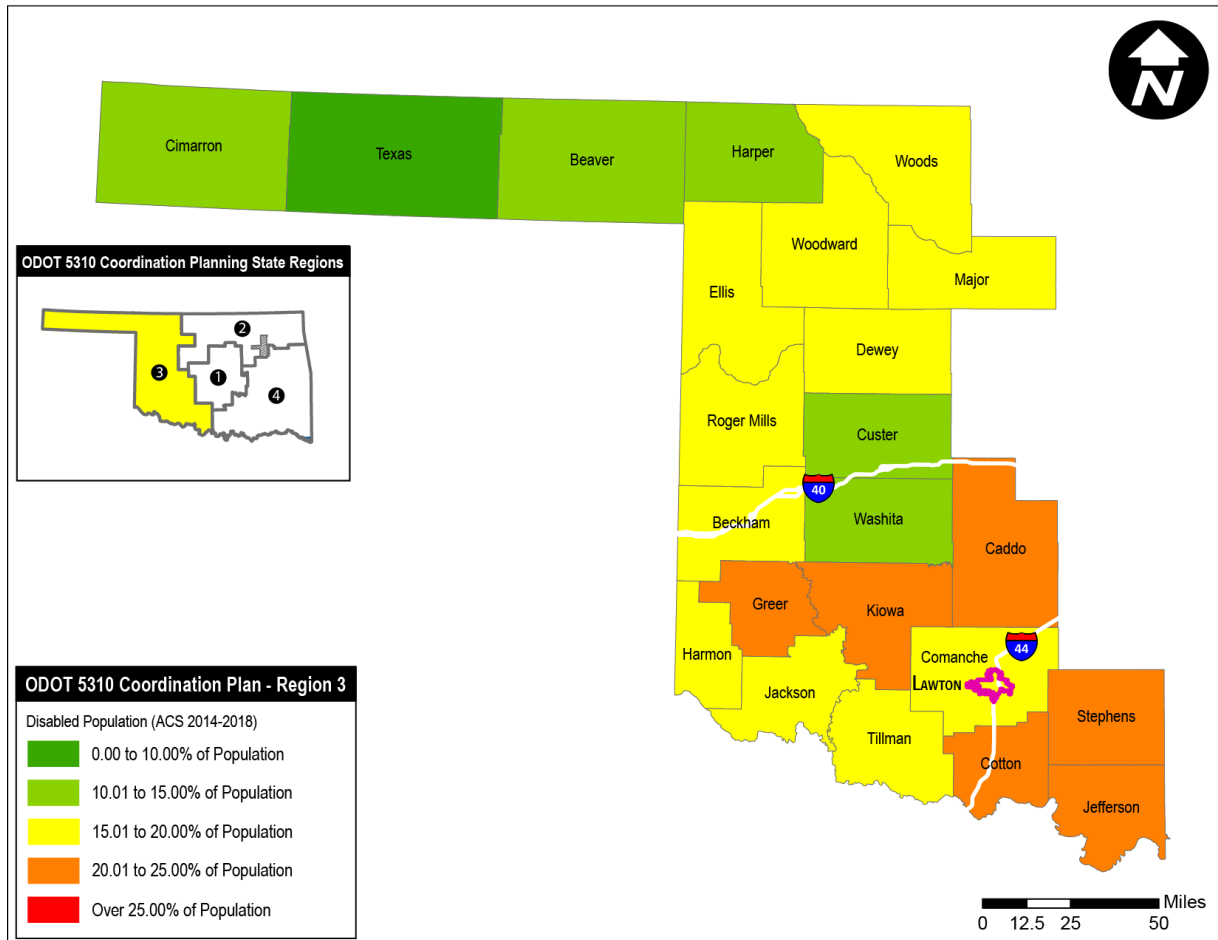 N
Cimarron
Texas
Beaver
Harper
Woods
Woodward
Major
Ellis
Dewey
Roger Mills
Custer
40
Beckham
Washita
Caddo
Greer
Kiowa
Harmon
Comanche
44
LAWTON
Jackson
Stephens
Tillman
Cotton
Jefferson
ODOT 5310 Coordination Planning State Regions
2
3
1
4
ODOT 5310 Coordination Plan - Region 3
Disabled Population (ACS 2014-2018)
0.00 to 10.00% of Population
10.01 to 15.00% of Population
15.01 to 20.00% of Population
20.01 to 25.00% of Population
Over 25.00% of Population
Miles
0 12.5 25 50